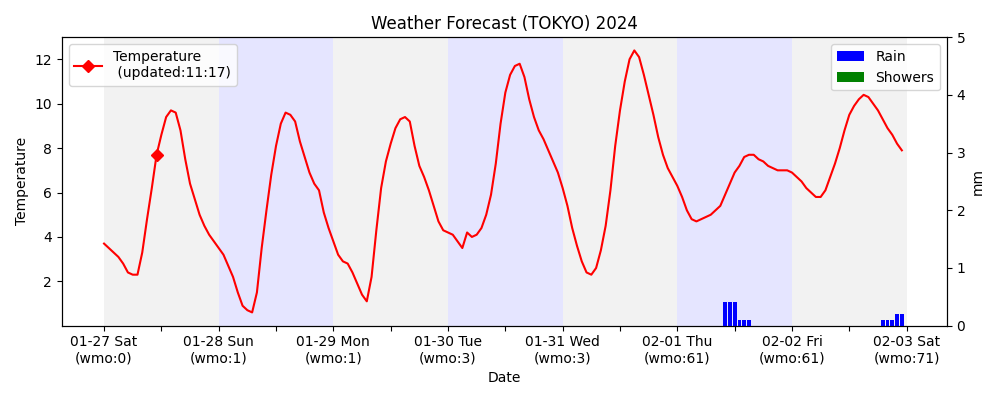 Weather Forecast (TOKYO) 2024
Temperature
(updated:11:17)
Rain
Showers
12
10
8
6
4
2
Temperature
5
4
3
2
1
0
mm
01-27 Sat
(wmo:0)
01-28 Sun
(wmo:1)
01-29 Mon
(wmo:1)
01-30 Tue
(wmo:3)
01-31 Wed
(wmo:3)
02-01 Thu
(wmo:61)
02-02 Fri
(wmo:61)
02-03 Sat
(wmo:71)
Date